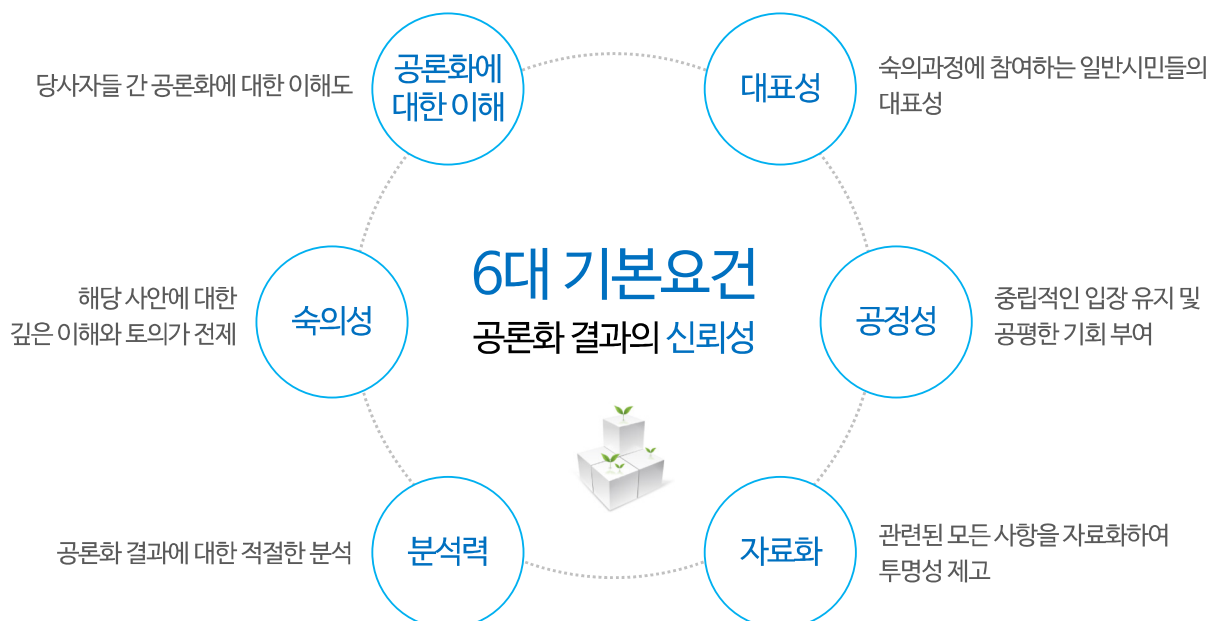 당사자들 간 공론화에 대한 이해도
공론화에
대한 이해
대표성
숙의과정에 참여하는 일반시민들의
대표성
해당 사안에 대한
깊은 이해와 토의가 전제
숙의성
6대 기본요건
공론화 결과의 신뢰성
공정성
중립적인 입장 유지 및
공평한 기회 부여
공론화 결과에 대한 적절한 분석
분석력
자료화
관련된 모든 사항을 자료화하여
투명성 제고